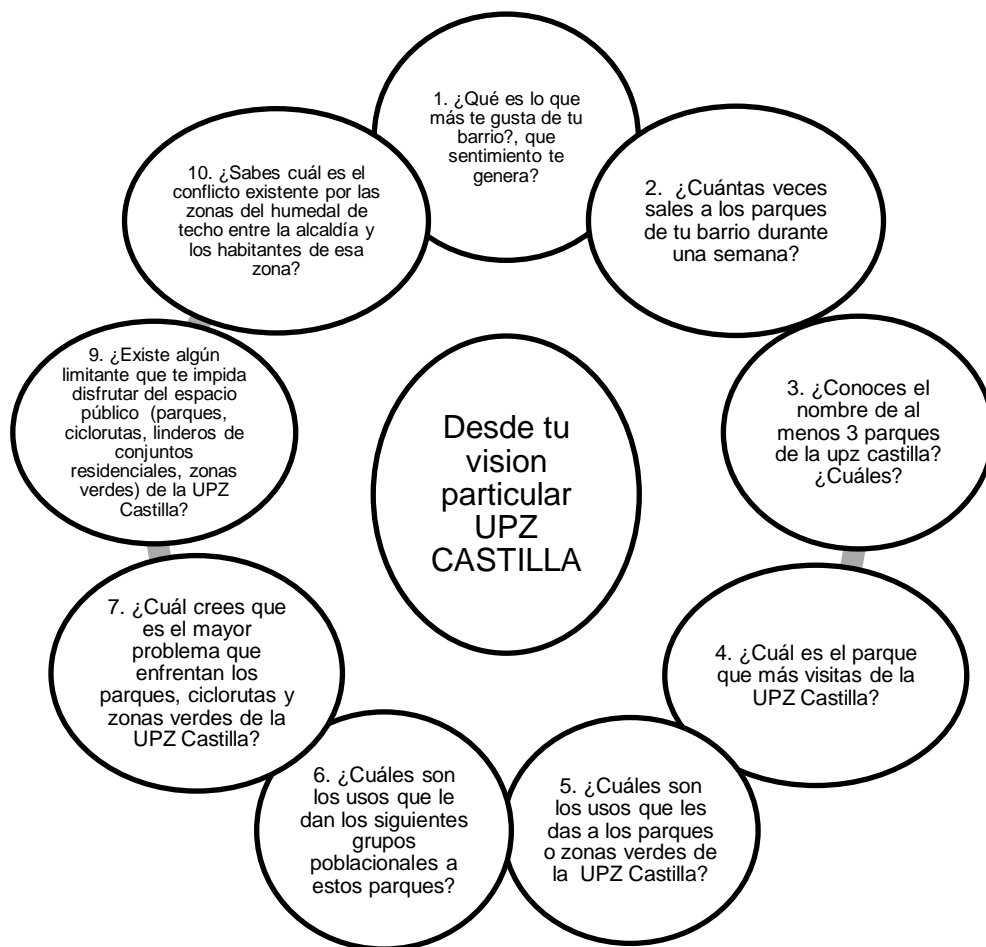 1. ¿Qué es lo que
más te gusta de tu
barrio?, que
sentimiento te
genera?
2. ¿Cuántas veces
sales a los parques
de tu barrio durante
una semana?
3. ¿Conoces el
nombre de al
menos 3 parques
de la upz castilla?
¿Cuáles?
4. ¿Cuál es el parque
que más visitas de la
UPZ Castilla?
5. ¿Cuáles son
los usos que les
das a los parques
o zonas verdes de
la UPZ Castilla?
6. ¿Cuáles son
los usos que le
dan los siguientes
grupos
poblacionales a
estos parques?
7. ¿Cuál crees que
es el mayor
problema que
enfrentan los
parques, ciclorutas y
zonas verdes de la
UPZ Castilla?
9. ¿Existe algún
limitante que te impida
disfrutar del espacio
público (parques,
ciclorutas, linderos de
conjuntos
residenciales, zonas
verdes) de la UPZ
Castilla?
10. ¿Sabes cuál es el
conflicto existente por las
zonas del humedal de
techo entre la alcaldía y
los habitantes de esa
zona?
Desde tu
vision
particular
UPZ
CASTILLA